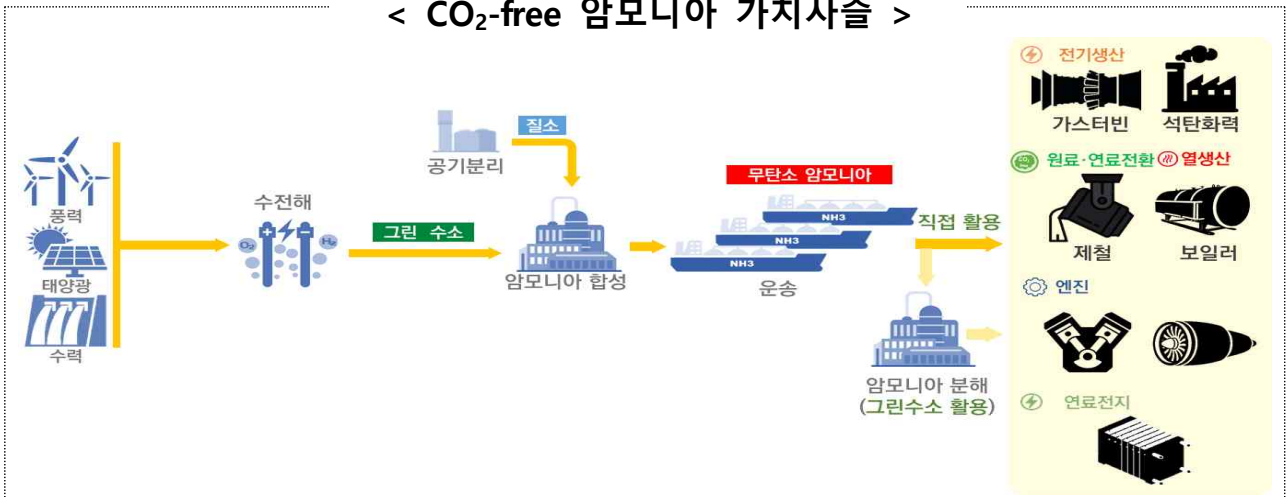 < CO₂-free 암모니아 가치사슬 >
풍력
태양광
수력
수전해
O₂
H₂
그린 수소
공기분리
질소
암모니아 합성
무탄소 암모니아
NH3
NH3
NH3
운송
직접 활용
암모니아 분해
(그린수소 활용)
전기생산
가스터빈 석탄화력
원료·연료전환 열생산
제철 보일러
엔진
연료전지